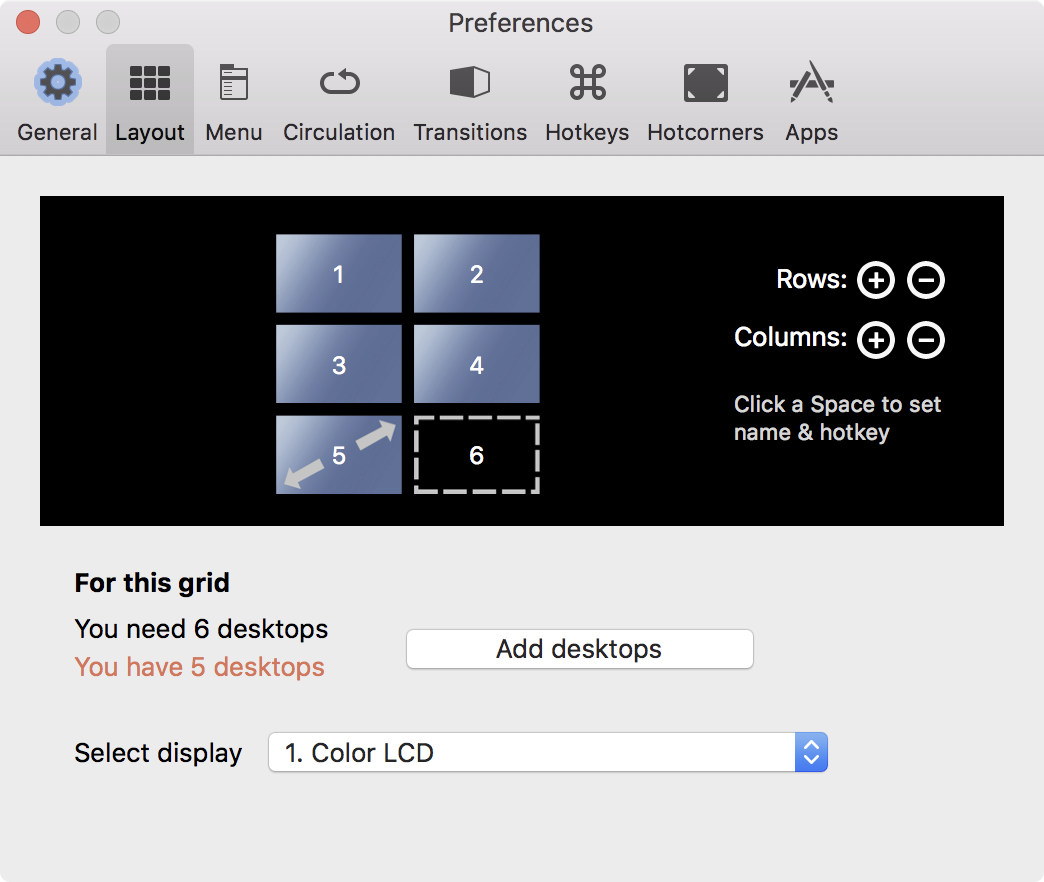 Preferences
General Layout Menu Circulation Transitions Hotkeys Hotcorners Apps
1 2
3 4
5 6
Rows:
Columns:
Click a Space to set
name & hotkey
For this grid
You need 6 desktops
You have 5 desktops
Add desktops
Select display 1. Color LCD